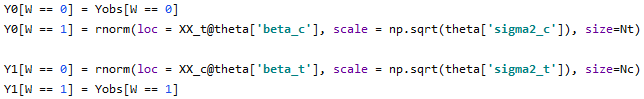 Y0[W == 0] = Yobs[W == 0]
Y0[W == 1] = rnorm(loc = XX_t@theta['beta_c'], scale = np.sqrt(theta['sigma2_c']), size=Nt)
Y1[W == 0] = rnorm(loc = XX_c@theta['beta_t'], scale = np.sqrt(theta['sigma2_t']), size=Nc)
Y1[W == 1] = Yobs[W == 1]